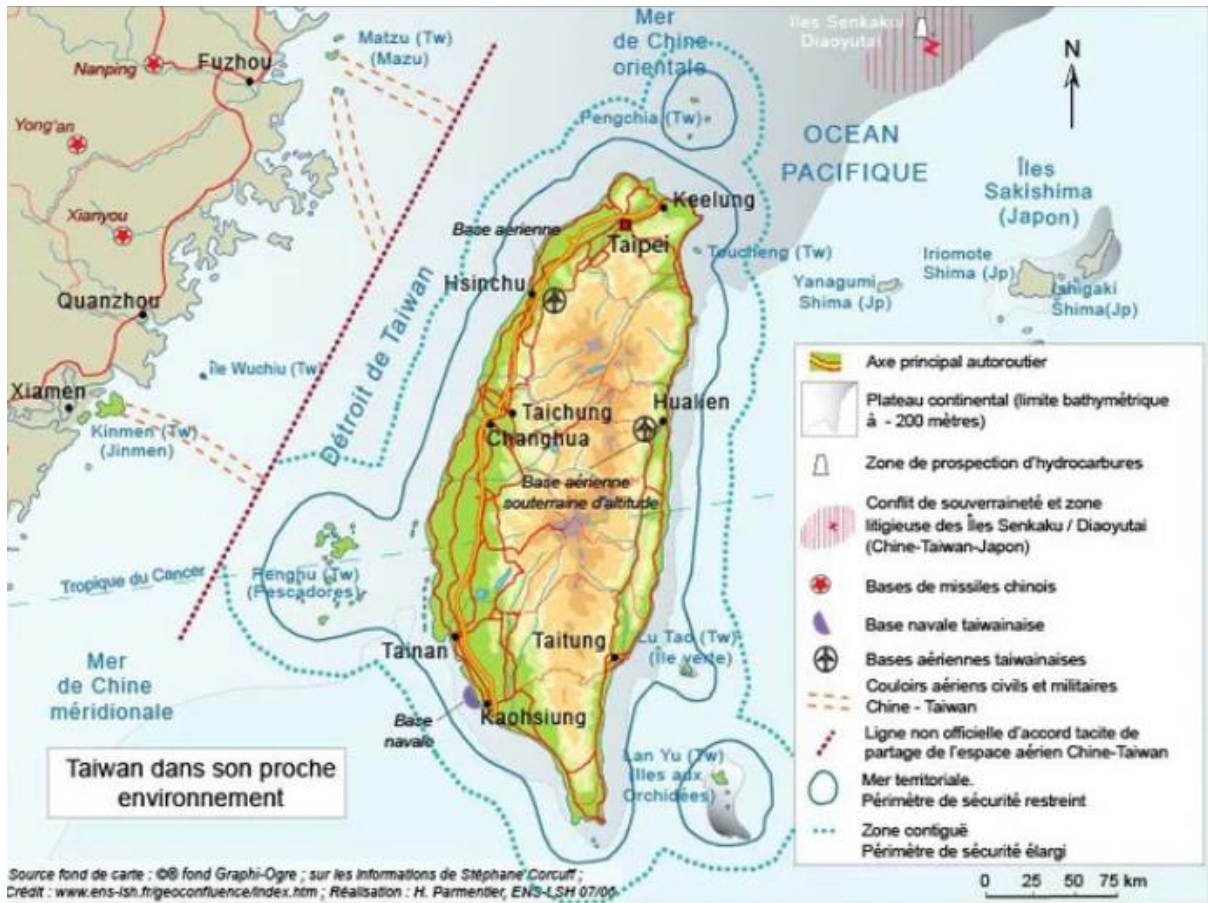 Mer
de Chine
orientale
Îles Senkaku
Diaoyutai
Matzu (Tw)
(Mazu)
Nanping
Fuzhou
N
Pengchia (Tw)
Yong'an
OCEAN
PACIFIQUE
Îles
Sakishima
(Japon)
Keelung
Xianyou
Base aérienne
Taipei
Toucheng (Tw)
Iriomote
Shima (Jp)
Yanagumi
Shima (Jp)
Ishigaki
Shima(Jp)
Hsinchu
Quanzhou
Détroit de Taiwan
île Wuchiu (Tw)
Xiamen
Kinmen (Tw)
(Jinmen)
Taichung
Changhua
Hualien
Base aérienne
souterraine d'altitude
Tropique du Cancer
Penghu (Tw)
(Pescadores)
Tainan
Taitung
Lu Tao (Tw)
(Île verte)
Mer
de Chine
méridionale
Base
navale
Kaohsiung
Lan Yu (Tw)
(Iles aux
Orchidées)
Taiwan dans son proche
environnement
Axe principal autoroutier
Plateau continental (limite bathymétrique
à - 200 mètres)
Zone de prospection d'hydrocarbures
Conflit de souverraineté et zone
litigieuse des Îles Senkaku / Diaoyutai
(Chine-Taiwan-Japon)
Bases de missiles chinois
Base navale taiwainaise
Bases aériennes taiwainaises
Couloirs aériens civils et militaires
Chine - Taiwan
Ligne non officielle d'accord tacite de
partage de l'espace aérien Chine-Taiwan
Mer territoriale.
Périmètre de sécurité restreint
Zone contiguë
Périmètre de sécurité élargi
0 25 50 75 km
Source fond de carte : ©® fond Graphi-Ogre ; sur les Informations de Stéphane Corcuff ;
Crédit : www.ens-lsh.fr/geoconfluence/index.htm ; Réalisation : H. Parmentier, ENS-LSH 07/06